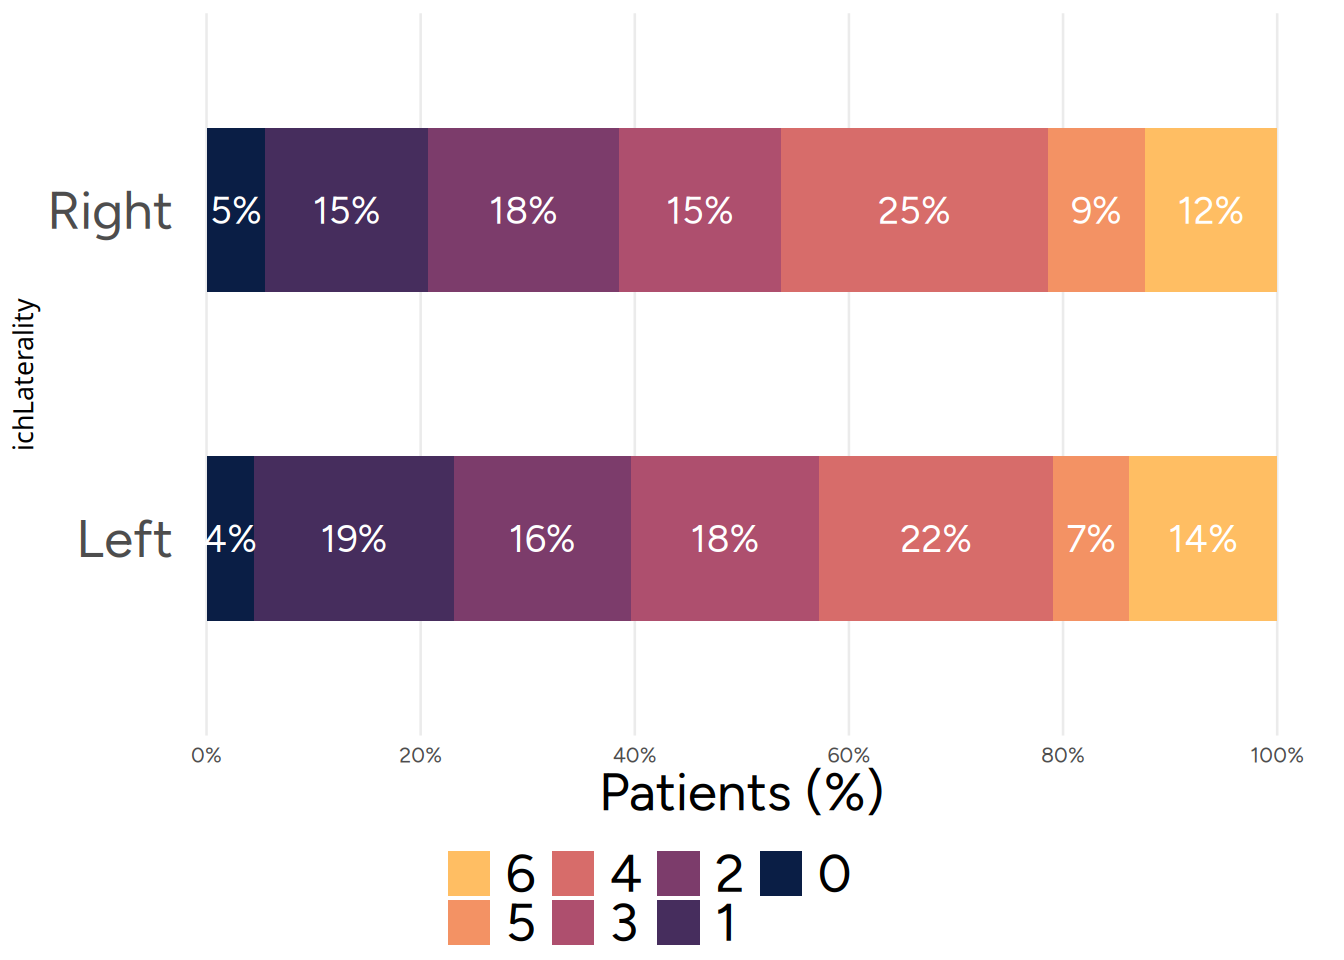 Right
5% 15% 18% 15% 25% 9% 12%
ichLaterality
Left
4% 19% 16% 18% 22% 7% 14%
0% 20% 40% 60% 80% 100%
Patients (%)
6 4 2 0
5 3 1